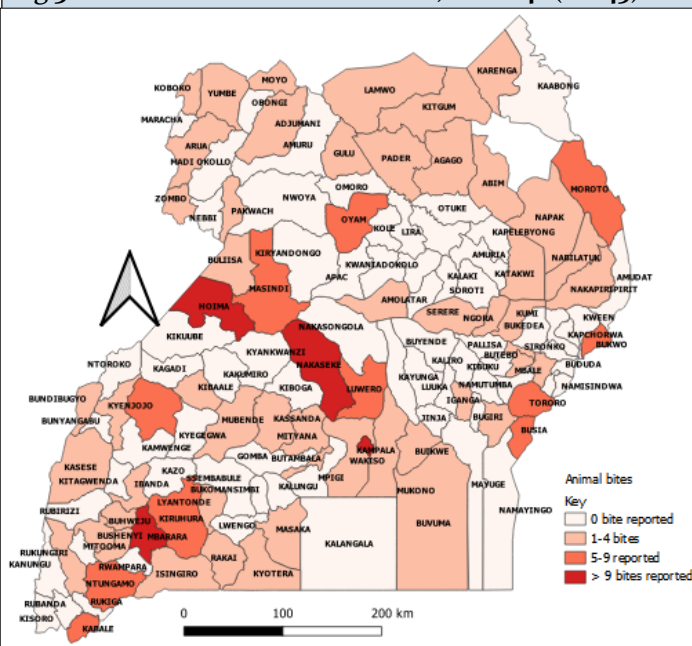 KARENGA
KAABONG
MOYO
KOBOKO
YUMBE
LAMWO
OBONGI
KITGUM
MARACHA
ADJUMANI
ARUA
AMURU
GULU
PADER
AGAGO
MADI OKOLLO
ABIM
MOROTO
OMORO
ZOMBO
NWOYA
OTUKE
NEBBI
PAKWACH
OYAM
NAPAK
KOLE
LIRA
KAPELEBYONG
KIRYANDONGO
AMURIA
BULIISA
KWANIA
DOKOLO
NABILATUK
APAC
KALAKI
KATAKWI
AMUDAT
MASINDI
SOROTI
NAKAPIRIPIRIT
AMOLATAR
HOIMA
SERERE
NGORA
KUMI
KWEEN
NAKASONGOLA
BUKEDEA
KAPCHORWA
KIKUUBE
BUYENDE
PALLISA
SIRONKO
BUKWO
KYANKWANZI
BUTEBO
NTOROKO
KAGADI
NAKASEKE
KALIRO
KIBUKU
MBALE
BUDUDA
KAKUMIRO
KAYUNGA
KIBAALE
KIBOGA
LUWERO
LUUKA
NAMUTUMBA
NAMISINDWA
BUNDIBUGYO
KYENJOJO
IGANGA
TORORO
BUNYANGABU
MUBENDE
KASSANDA
JINJA
BUGIRI
KYEGEGWA
MITYANA
BUSIA
KAMWENGE
GOMBA
BUTAMBALA
KAMPALA
BUIKWE
WAKISO
KASESE
KAZO
SSEMBABULE
MPIGI
KITAGWENDA
IBANDA
BUKOMANSIMBI
KALUNGU
MUKONO
MAYUGE
LYANTONDE
RUBIRIZI
NAMAYINGO
BUHWEJU
KIRUHURA
LWENGO
BUVUMA
BUSHENYI
MBARARA
MASAKA
MITOOMA
KALANGALA
RUKUNGIRI
RAKAI
KANUNGU
RWAMPARA
ISINGIRO
KYOTERA
NTUNGAMO
RUBANDA
RUKIGA
KISORO
KABALE
Animal bites
Key
0 bite reported
1-4 bites
5-9 reported
> 9 bites reported
0 100 200 km